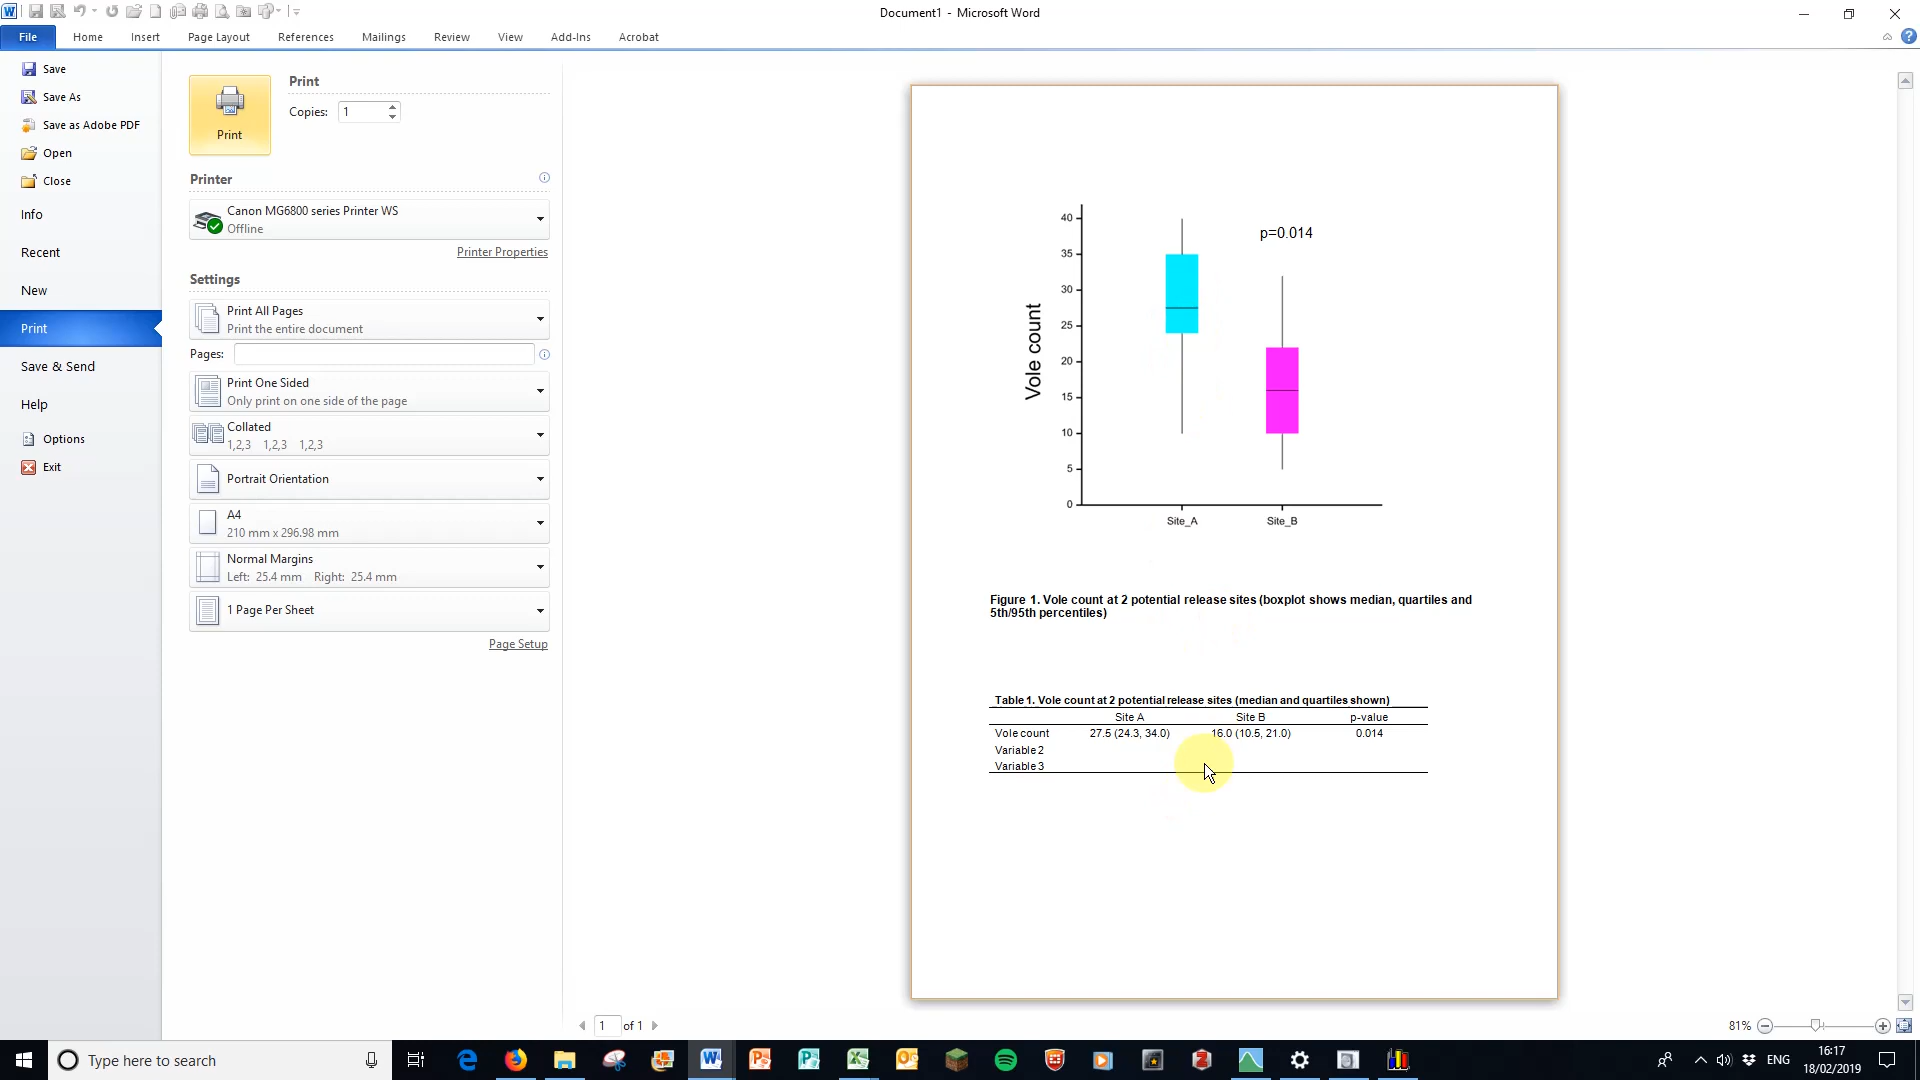 Document1 - Microsoft Word
File Home Insert Page Layout References Mailings Review View Add-Ins Acrobat
Save
Save As
Save as Adobe PDF
Open
Close
Info
Recent
New
Print
Save & Send
Help
Options
Exit
Print
Print
Copies: 1
Printer
Canon MG6800 series Printer WS
Offline
Printer Properties
Settings
Print All Pages
Print the entire document
Pages:
Print One Sided
Only print on one side of the page
Collated
1,2,3 1,2,3 1,2,3
Portrait Orientation
A4
210 mm x 296.98 mm
Normal Margins
Left: 25.4 mm Right: 25.4 mm
1 Page Per Sheet
Page Setup
Vole count
40
35
30
25
20
15
10
5
0
p=0.014
Site_A Site_B
Figure 1. Vole count at 2 potential release sites (boxplot shows median, quartiles and
5th/95th percentiles)
Table 1. Vole count at 2 potential release sites (median and quartiles shown)
Site A Site B p-value
Vole count 27.5 (24.3, 34.0) 16.0 (10.5, 21.0) 0.014
Variable 2
Variable 3
1 of 1
81%
Type here to search
ENG
16:17
18/02/2019